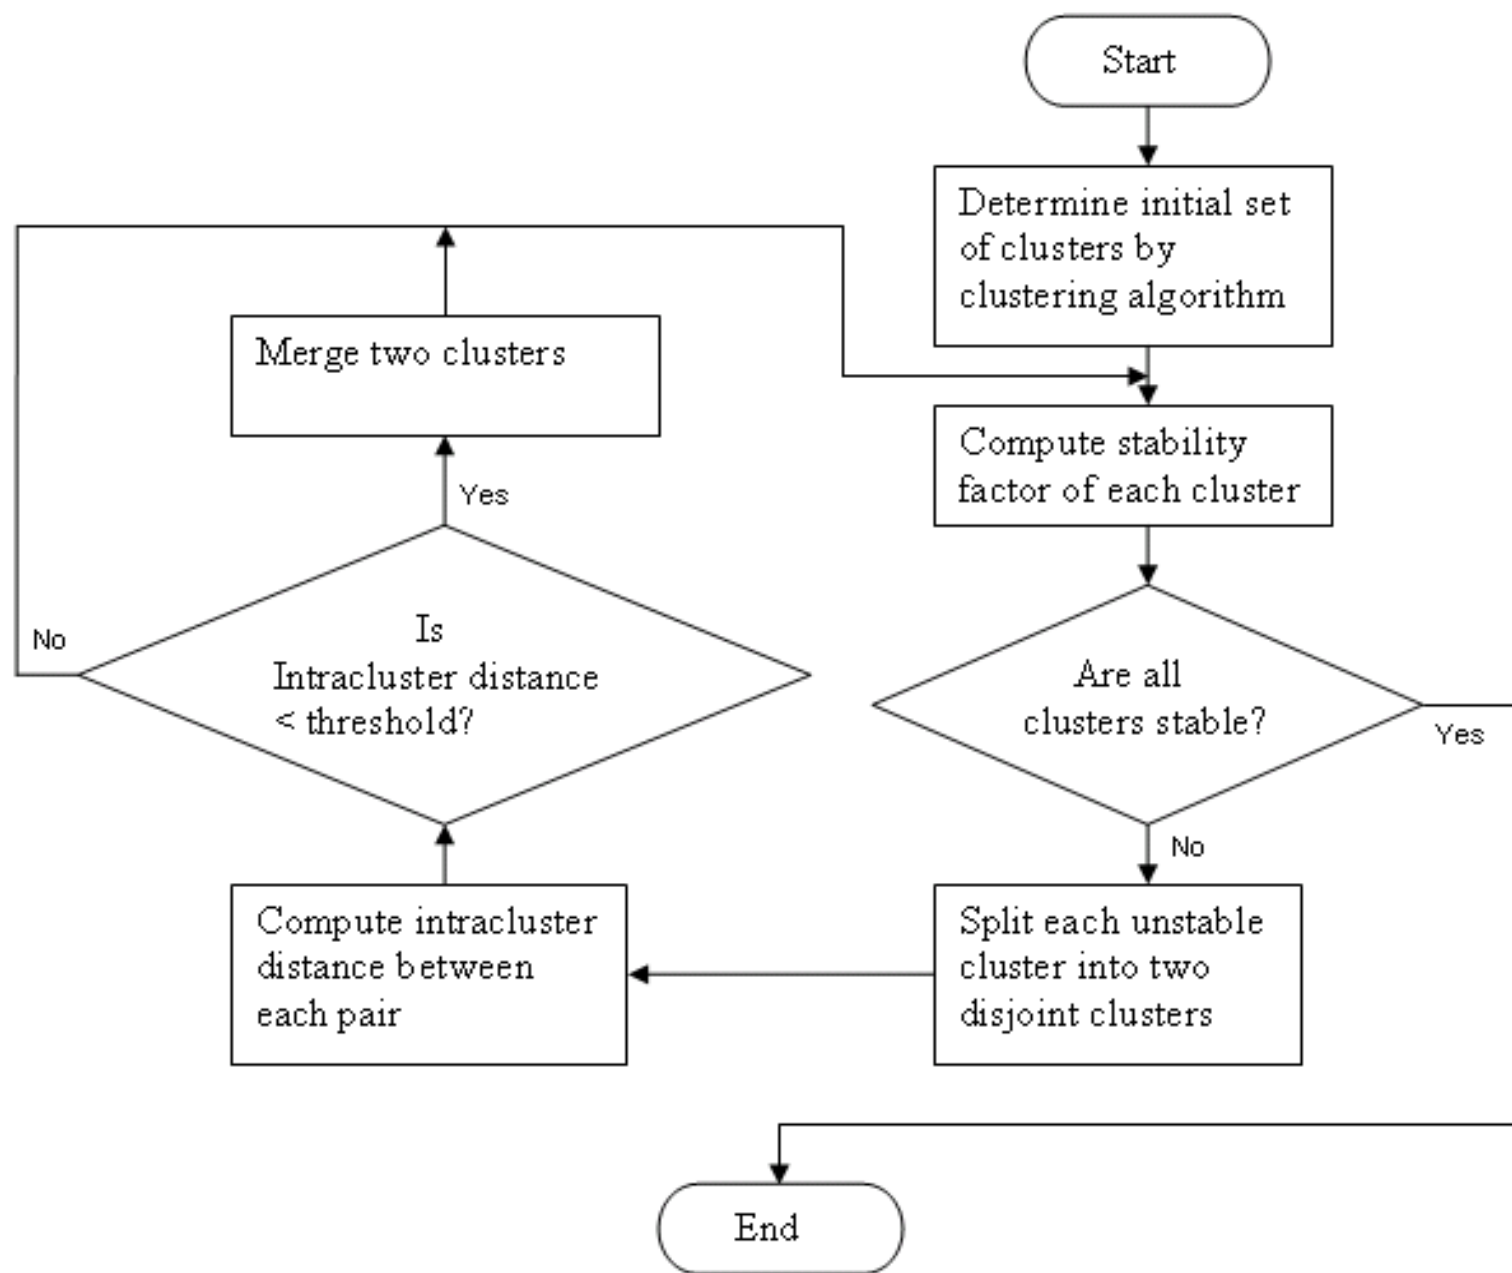 Start
Determine initial set
of clusters by
clustering algorithm
Merge two clusters
Compute stability
factor of each cluster
Yes
Is
Intracluster distance
< threshold?
No
Are all
clusters stable?
Yes
No
Compute intracluster
distance between
each pair
Split each unstable
cluster into two
disjoint clusters
End